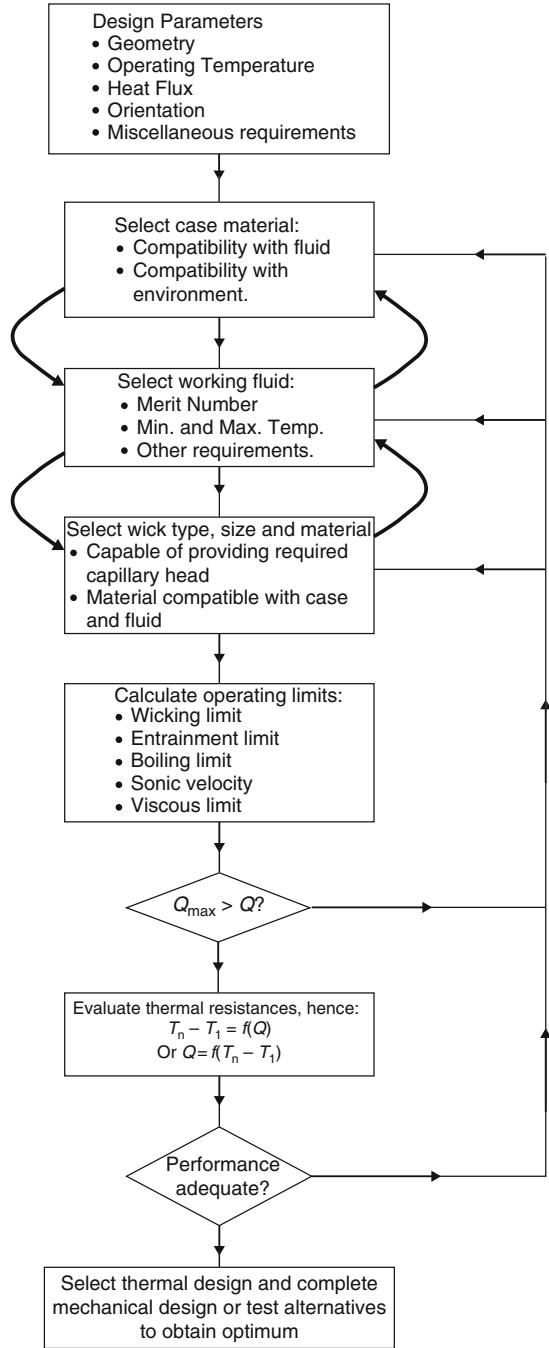 Design Parameters
• Geometry
• Operating Temperature
• Heat Flux
• Orientation
• Miscellaneous requirements
Select case material:
• Compatibility with fluid
• Compatibility with
environment.
Select working fluid:
• Merit Number
• Min. and Max. Temp.
• Other requirements.
Select wick type, size and material
• Capable of providing required
capillary head
• Material compatible with case
and fluid
Calculate operating limits:
• Wicking limit
• Entrainment limit
• Boiling limit
• Sonic velocity
• Viscous limit
Qmax > Q?
Evaluate thermal resistances, hence:
Tn − T1 = f(Q)
Or Q = f(Tn − T1)
Performance
adequate?
Select thermal design and complete
mechanical design or test alternatives
to obtain optimum